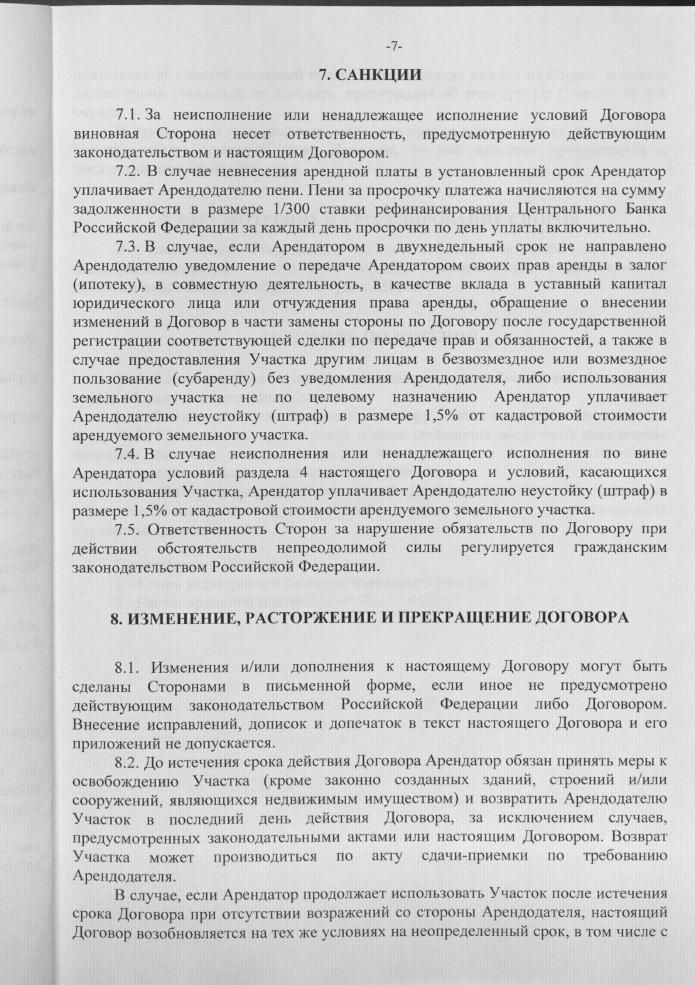 -7-
7. САНКЦИИ
7.1. За неисполнение или ненадлежащее исполнение условий Договора
виновная Сторона несет ответственность, предусмотренную действующим
законодательством и настоящим Договором.
7.2. В случае невнесения арендной платы в установленный срок Арендатор
уплачивает Арендодателю пени. Пени за просрочку платежа начисляются на сумму
задолженности в размере 1/300 ставки рефинансирования Центрального Банка
Российской Федерации за каждый день просрочки по день уплаты включительно.
7.3. В случае, если Арендатором в двухнедельный срок не направлено
Арендодателю уведомление о передаче Арендатором своих прав аренды в залог
(ипотеку), в совместную деятельность, в качестве вклада в уставный капитал
юридического лица или отчуждения права аренды, обращение о внесении
изменений в Договор в части замены стороны по Договору после государственной
регистрации соответствующей сделки по передаче прав и обязанностей, а также в
случае предоставления Участка другим лицам в безвозмездное или возмездное
пользование (субаренду) без уведомления Арендодателя, либо использования
земельного участка не по целевому назначению Арендатор уплачивает
Арендодателю неустойку (штраф) в размере 1,5% от кадастровой стоимости
арендуемого земельного участка.
7.4. В случае неисполнения или ненадлежащего исполнения по вине
Арендатора условий раздела 4 настоящего Договора и условий, касающихся
использования Участка, Арендатор уплачивает Арендодателю неустойку (штраф) в
размере 1,5% от кадастровой стоимости арендуемого земельного участка.
7.5. Ответственность Сторон за нарушение обязательств по Договору при
действии обстоятельств непреодолимой силы регулируется гражданским
законодательством Российской Федерации.
8. ИЗМЕНЕНИЕ, РАСТОРЖЕНИЕ И ПРЕКРАЩЕНИЕ ДОГОВОРА
8.1. Изменения и/или дополнения к настоящему Договору могут быть
сделаны Сторонами в письменной форме, если иное не предусмотрено
действующим законодательством Российской Федерации либо Договором.
Внесение исправлений, дописок и допечаток в текст настоящего Договора и его
приложений не допускается.
8.2. До истечения срока действия Договора Арендатор обязан принять меры к
освобождению Участка (кроме законно созданных зданий, строений и/или
сооружений, являющихся недвижимым имуществом) и возвратить Арендодателю
Участок в последний день действия Договора, за исключением случаев,
предусмотренных законодательными актами или настоящим Договором. Возврат
Участка может производиться по акту сдачи-приемки по требованию
Арендодателя.
В случае, если Арендатор продолжает использовать Участок после истечения
срока Договора при отсутствии возражений со стороны Арендодателя, настоящий
Договор возобновляется на тех же условиях на неопределенный срок, в том числе с